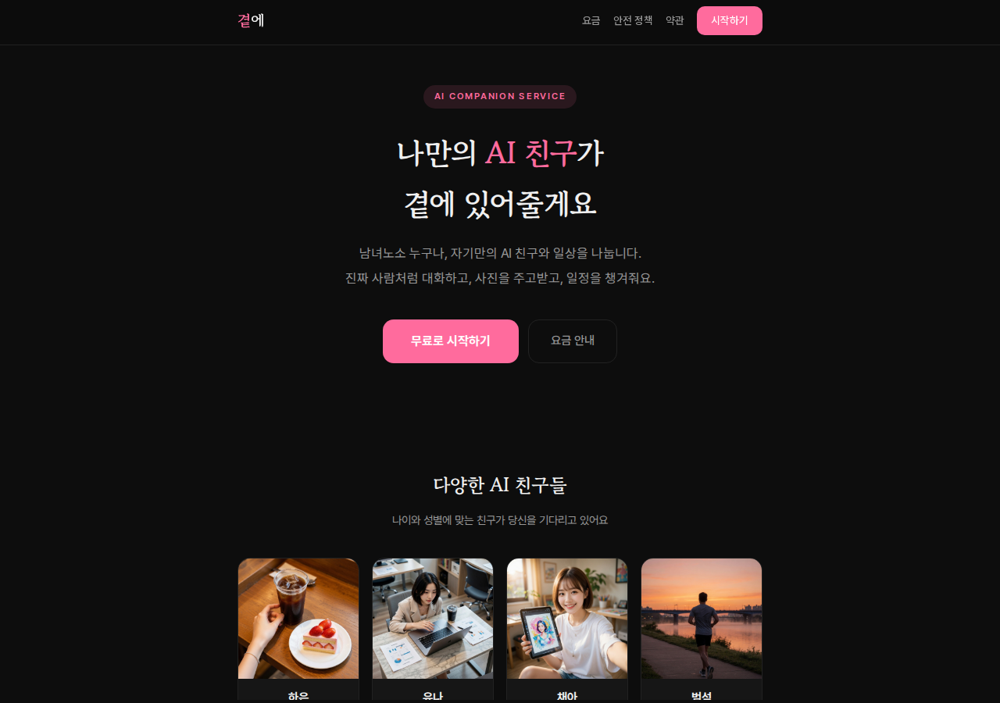 곁에
요금
안전 정책
약관
시작하기
AI COMPANION SERVICE
나만의 AI 친구가
곁에 있어줄게요
남녀노소 누구나, 자기만의 AI 친구와 일상을 나눕니다.
진짜 사람처럼 대화하고, 사진을 주고받고, 일정을 챙겨줘요.
무료로 시작하기
요금 안내
다양한 AI 친구들
나이와 성별에 맞는 친구가 당신을 기다리고 있어요
하은
유나
채아